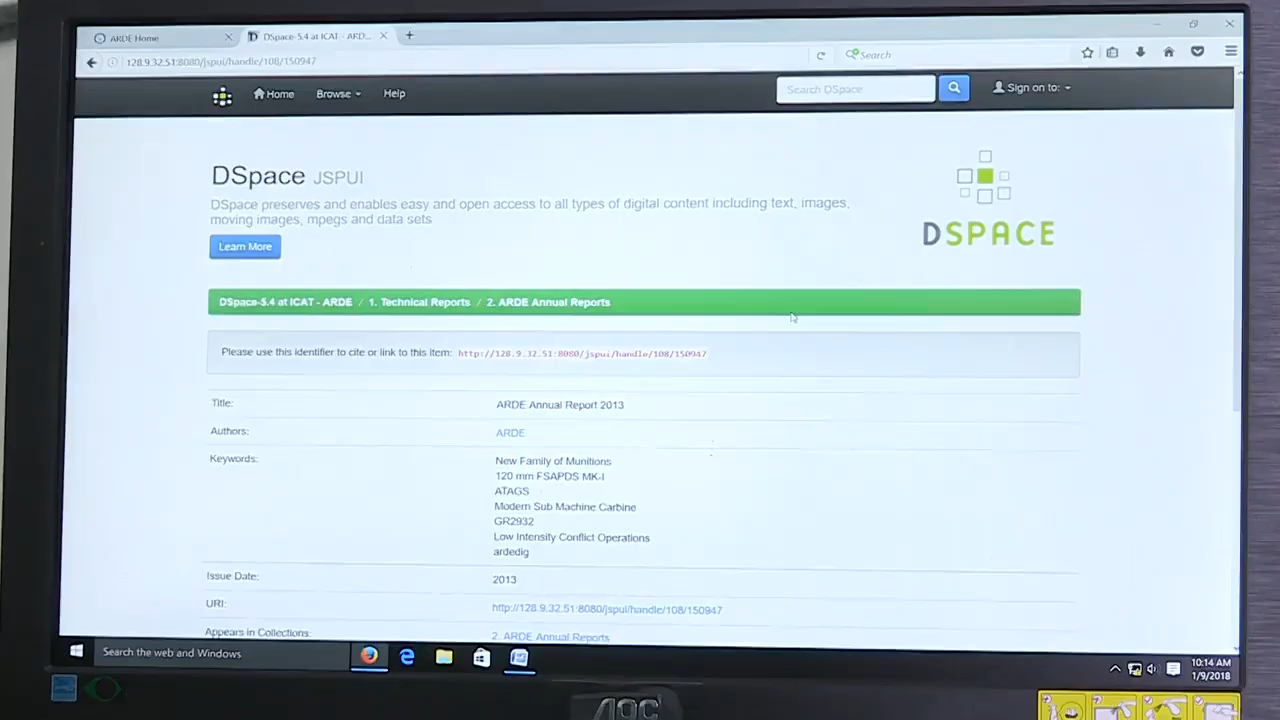 ARDE Home
DSpace-5.4 at ICAT - ARD...
128.9.32.51:8080/jspui/handle/108/150947
Search
Home
Browse
Help
Search DSpace
Sign on to:
DSpace JSPUI
DSpace preserves and enables easy and open access to all types of digital content including text, images,
moving images, mpegs and data sets
Learn More
DSPACE
DSpace-5.4 at ICAT - ARDE / 1. Technical Reports / 2. ARDE Annual Reports
Please use this identifier to cite or link to this item: http://128.9.32.51:8080/jspui/handle/108/150947
Title: ARDE Annual Report 2013
Authors: ARDE
Keywords: New Family of Munitions
120 mm FSAPDS MK-I
ATAGS
Modern Sub Machine Carbine
GR2932
Low Intensity Conflict Operations
ardedig
Issue Date: 2013
URI: http://128.9.32.51:8080/jspui/handle/108/150947
Appears in Collections: 2. ARDE Annual Reports
Search the web and Windows
10:14 AM
1/9/2018
AOC